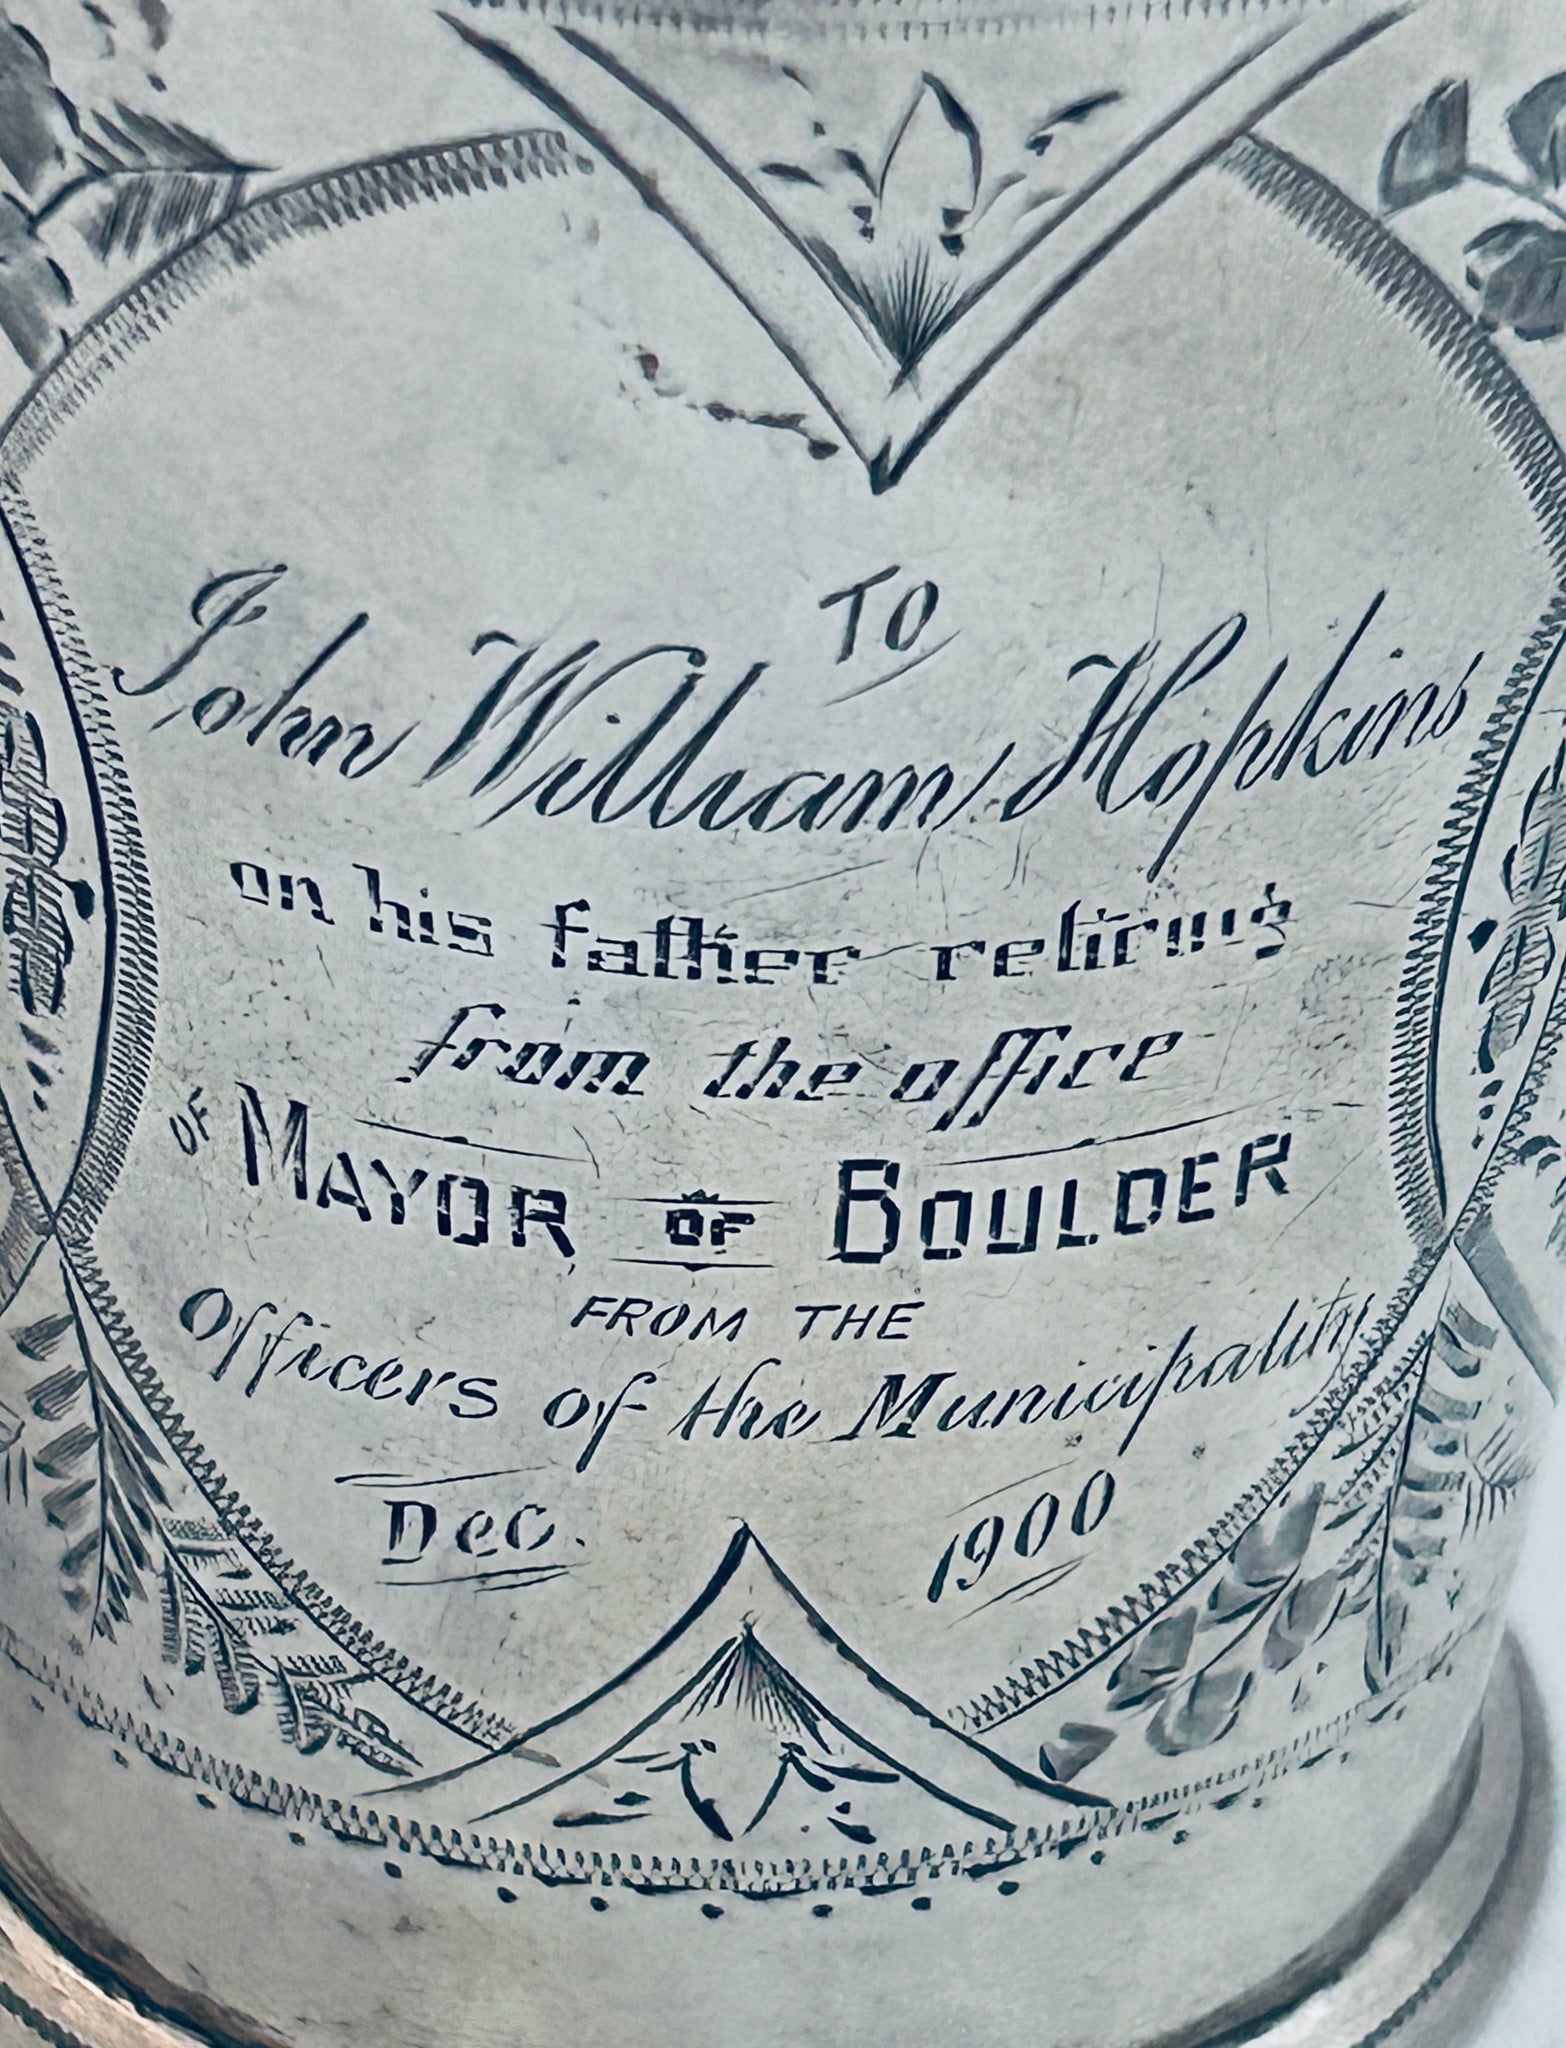 TO
John William Hopkins
on his father retiring
from the office
OF MAYOR OF BOULDER
FROM THE
Officers of the Municipality
Dec. 1900